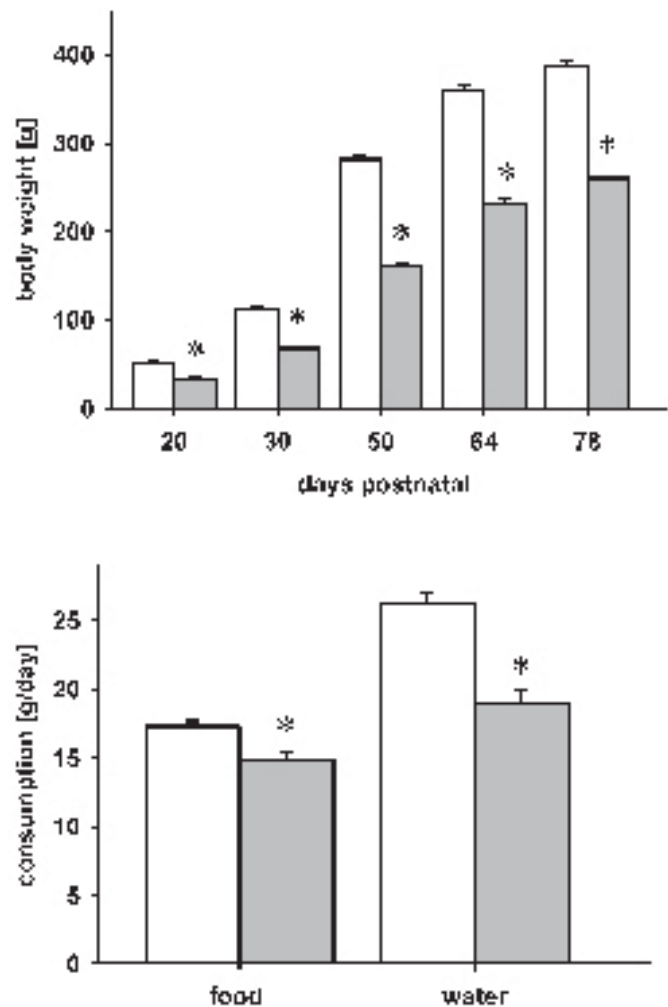 400
300
200
100
0
body weight [g]
* * * * *
20 30 50 64 78
days postnatal
25
20
15
10
5
0
consumption [g/day]
* *
food water